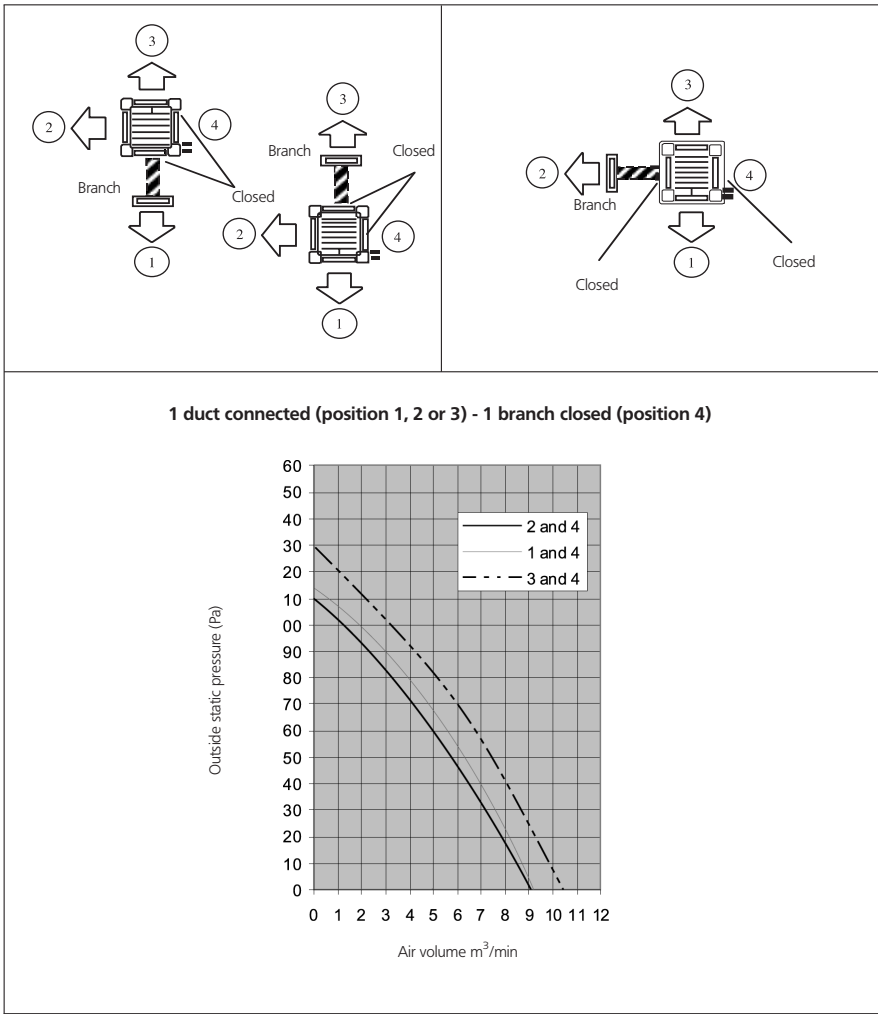 3
2
4
Branch
Closed
1
3
Branch
Closed
2
4
1
3
2
4
Branch
1
Closed
Closed
1 duct connected (position 1, 2 or 3) - 1 branch closed (position 4)
60
50
40
30
20
10
00
90
80
70
60
50
40
30
20
10
0
2 and 4
1 and 4
3 and 4
Outside static pressure (Pa)
0 1 2 3 4 5 6 7 8 9 10 11 12
Air volume m³/min